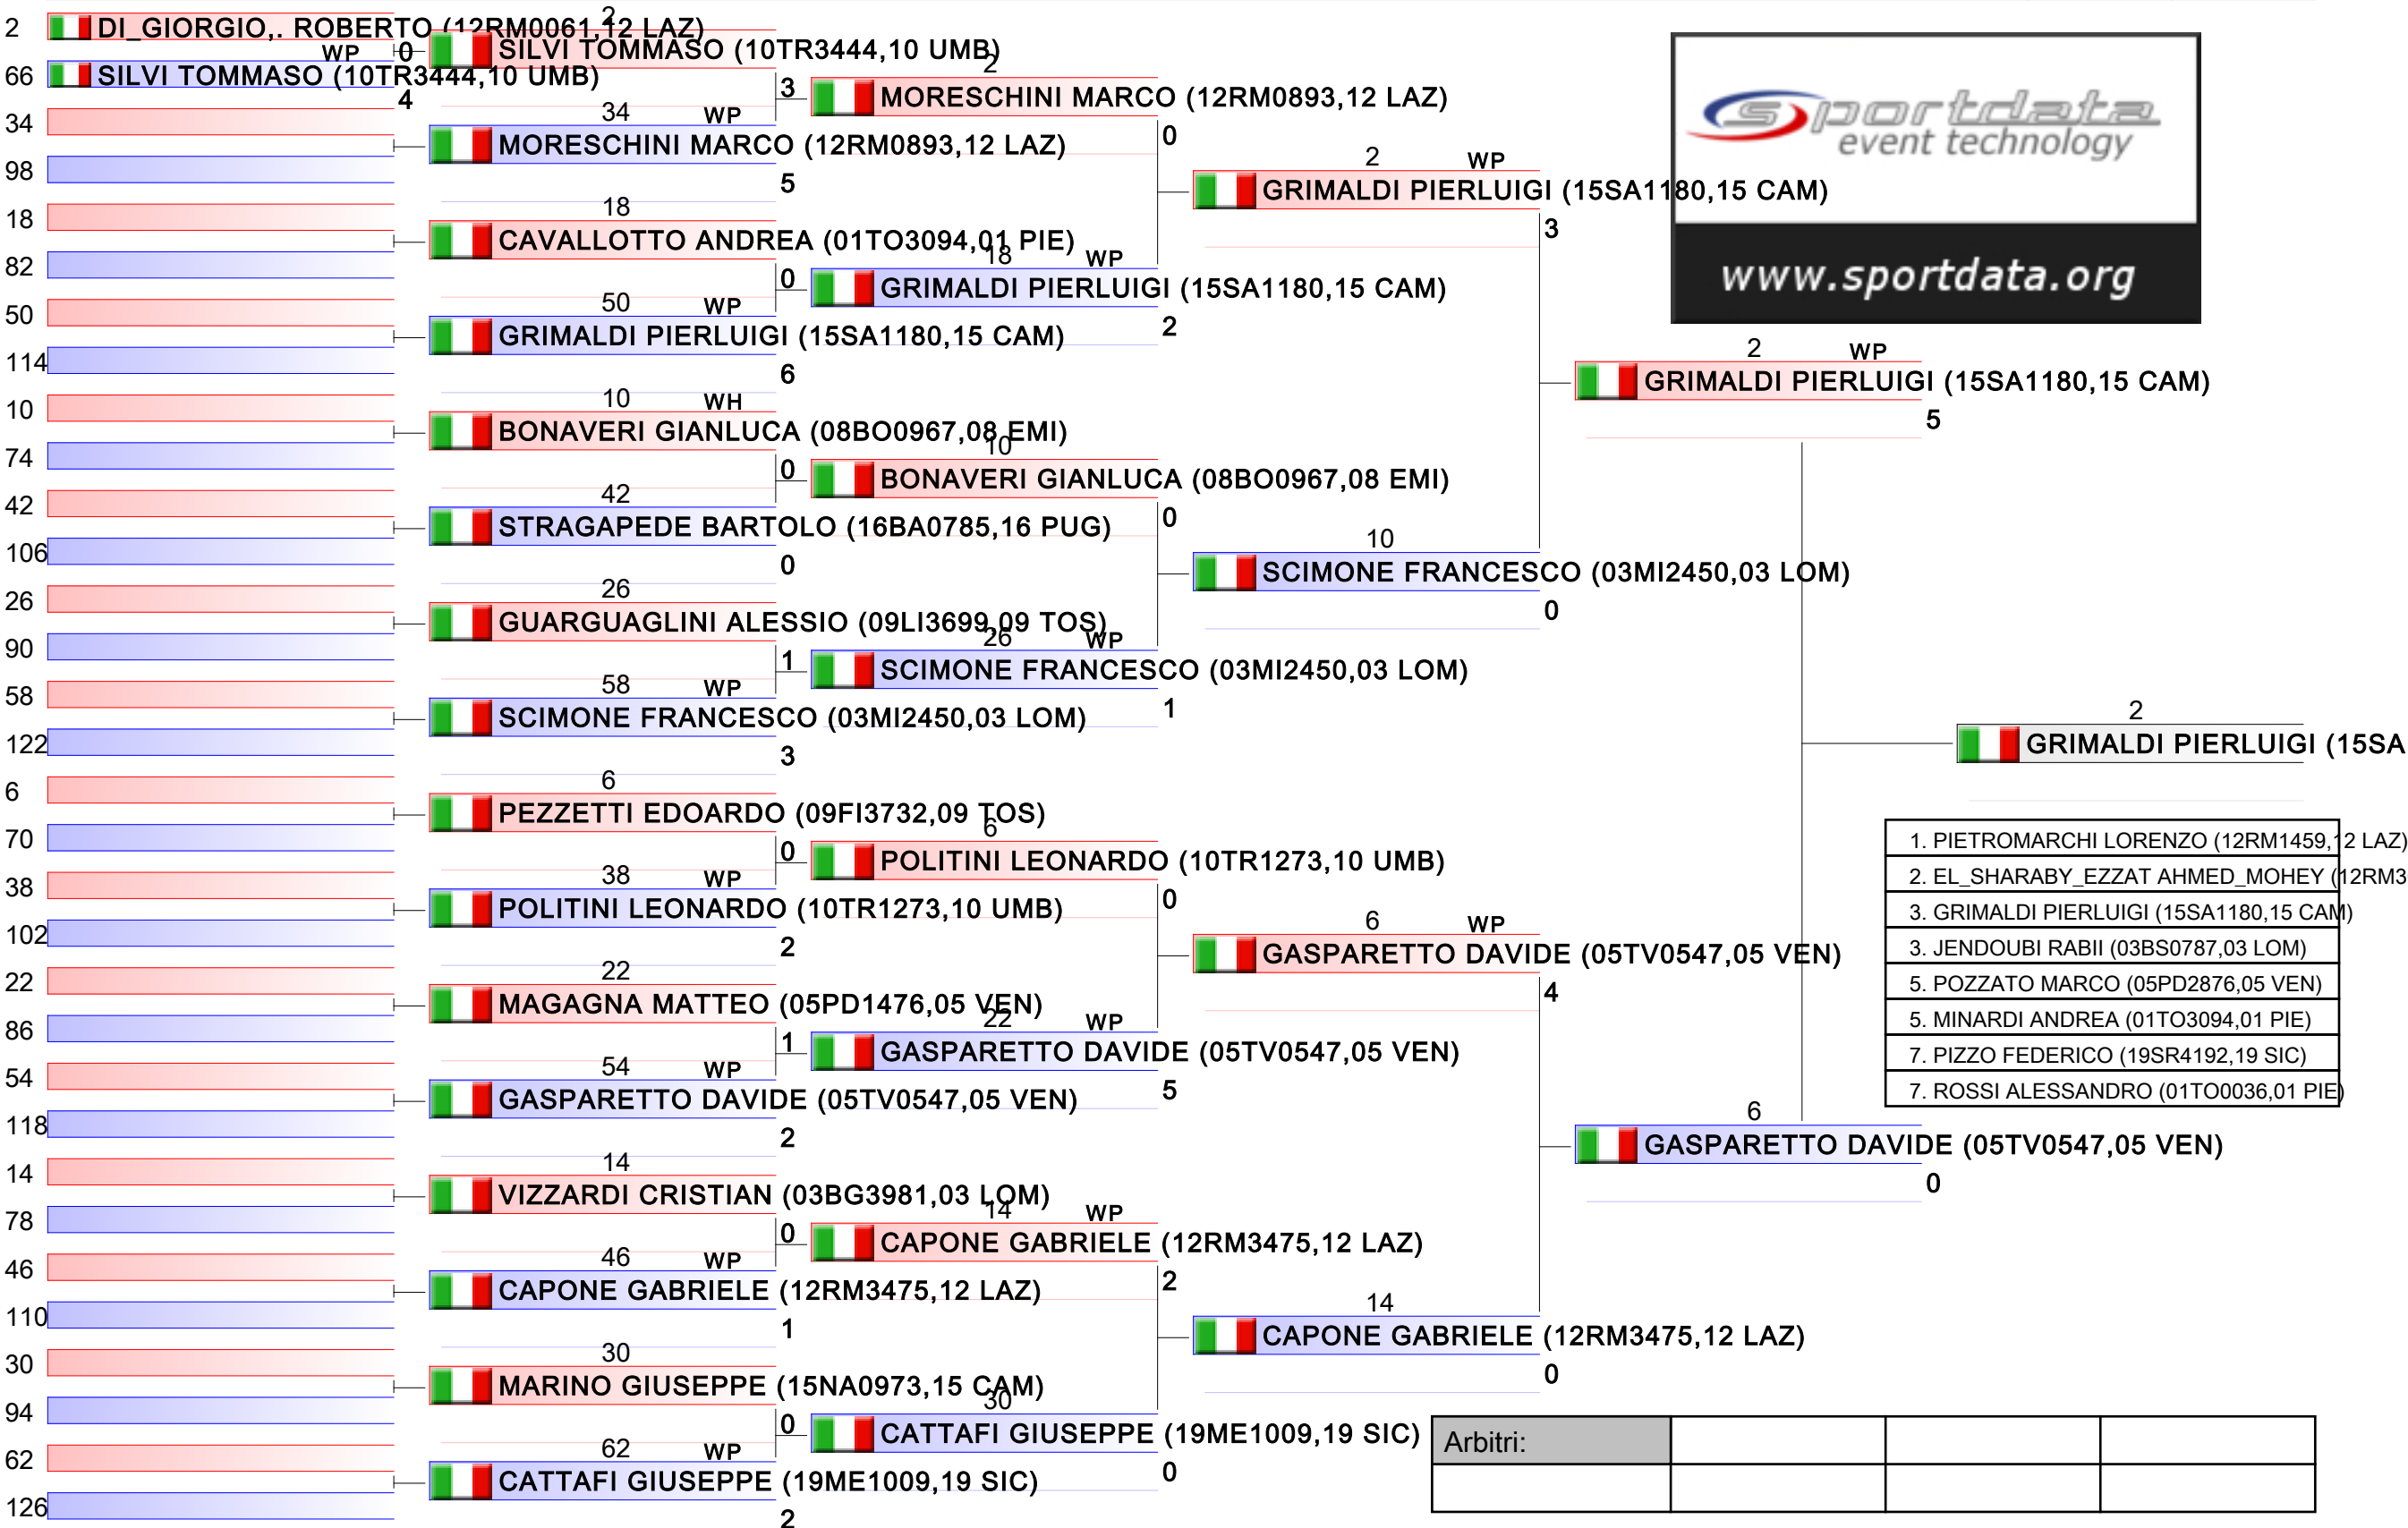 2 DI_GIORGIO,. ROBERTO (12RM0061,12 LAZ)
WP 0
66 SILVI TOMMASO (10TR3444,10 UMB)
4
34
98
18
82
50
114
10
74
42
106
26
90
58
122
6
70
38
102
22
86
54
118
14
78
46
110
30
94
62
126
2
SILVI TOMMASO (10TR3444,10 UMB)
3
34 WP
MORESCHINI MARCO (12RM0893,12 LAZ)
5
18
CAVALLOTTO ANDREA (01TO3094,01 PIE)
0
50 WP
GRIMALDI PIERLUIGI (15SA1180,15 CAM)
6
10 WH
BONAVERI GIANLUCA (08BO0967,08 EMI)
0
42
STRAGAPEDE BARTOLO (16BA0785,16 PUG)
0
26
GUARGUAGLINI ALESSIO (09LI3699,09 TOS)
1
58 WP
SCIMONE FRANCESCO (03MI2450,03 LOM)
3
6
PEZZETTI EDOARDO (09FI3732,09 TOS)
0
38 WP
POLITINI LEONARDO (10TR1273,10 UMB)
2
22
MAGAGNA MATTEO (05PD1476,05 VEN)
1
54 WP
GASPARETTO DAVIDE (05TV0547,05 VEN)
2
14
VIZZARDI CRISTIAN (03BG3981,03 LOM)
0
46 WP
CAPONE GABRIELE (12RM3475,12 LAZ)
1
30
MARINO GIUSEPPE (15NA0973,15 CAM)
0
62 WP
CATTAFI GIUSEPPE (19ME1009,19 SIC)
2
2
MORESCHINI MARCO (12RM0893,12 LAZ)
0
18 WP
GRIMALDI PIERLUIGI (15SA1180,15 CAM)
2
10
BONAVERI GIANLUCA (08BO0967,08 EMI)
0
26 WP
SCIMONE FRANCESCO (03MI2450,03 LOM)
1
6
POLITINI LEONARDO (10TR1273,10 UMB)
0
22 WP
GASPARETTO DAVIDE (05TV0547,05 VEN)
5
14 WP
CAPONE GABRIELE (12RM3475,12 LAZ)
2
30
CATTAFI GIUSEPPE (19ME1009,19 SIC)
0
2 WP
GRIMALDI PIERLUIGI (15SA1180,15 CAM)
3
10
SCIMONE FRANCESCO (03MI2450,03 LOM)
0
6 WP
GASPARETTO DAVIDE (05TV0547,05 VEN)
4
14
CAPONE GABRIELE (12RM3475,12 LAZ)
0
sportdata
event technology
www.sportdata.org
2 WP
GRIMALDI PIERLUIGI (15SA1180,15 CAM)
5
6
GASPARETTO DAVIDE (05TV0547,05 VEN)
0
2
GRIMALDI PIERLUIGI (15SA
1. PIETROMARCHI LORENZO (12RM1459,12 LAZ)
2. EL_SHARABY_EZZAT AHMED_MOHEY (12RM3
3. GRIMALDI PIERLUIGI (15SA1180,15 CAM)
3. JENDOUBI RABII (03BS0787,03 LOM)
5. POZZATO MARCO (05PD2876,05 VEN)
5. MINARDI ANDREA (01TO3094,01 PIE)
7. PIZZO FEDERICO (19SR4192,19 SIC)
7. ROSSI ALESSANDRO (01TO0036,01 PIE)
Arbitri: